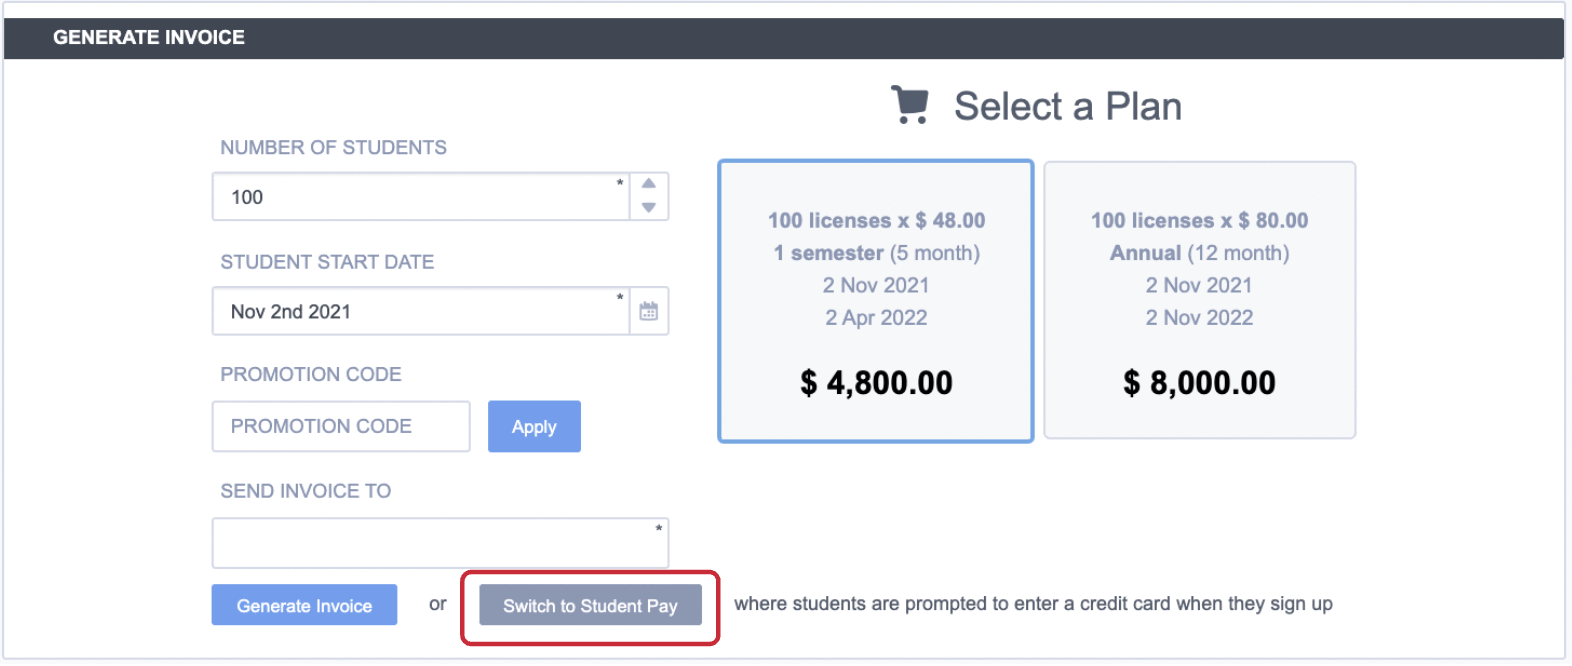 GENERATE INVOICE
Select a Plan
NUMBER OF STUDENTS
100 *
STUDENT START DATE
Nov 2nd 2021 *
PROMOTION CODE
PROMOTION CODE
Apply
SEND INVOICE TO
*
100 licenses x $ 48.00
1 semester (5 month)
2 Nov 2021
2 Apr 2022
$ 4,800.00
100 licenses x $ 80.00
Annual (12 month)
2 Nov 2021
2 Nov 2022
$ 8,000.00
Generate Invoice or Switch to Student Pay where students are prompted to enter a credit card when they sign up